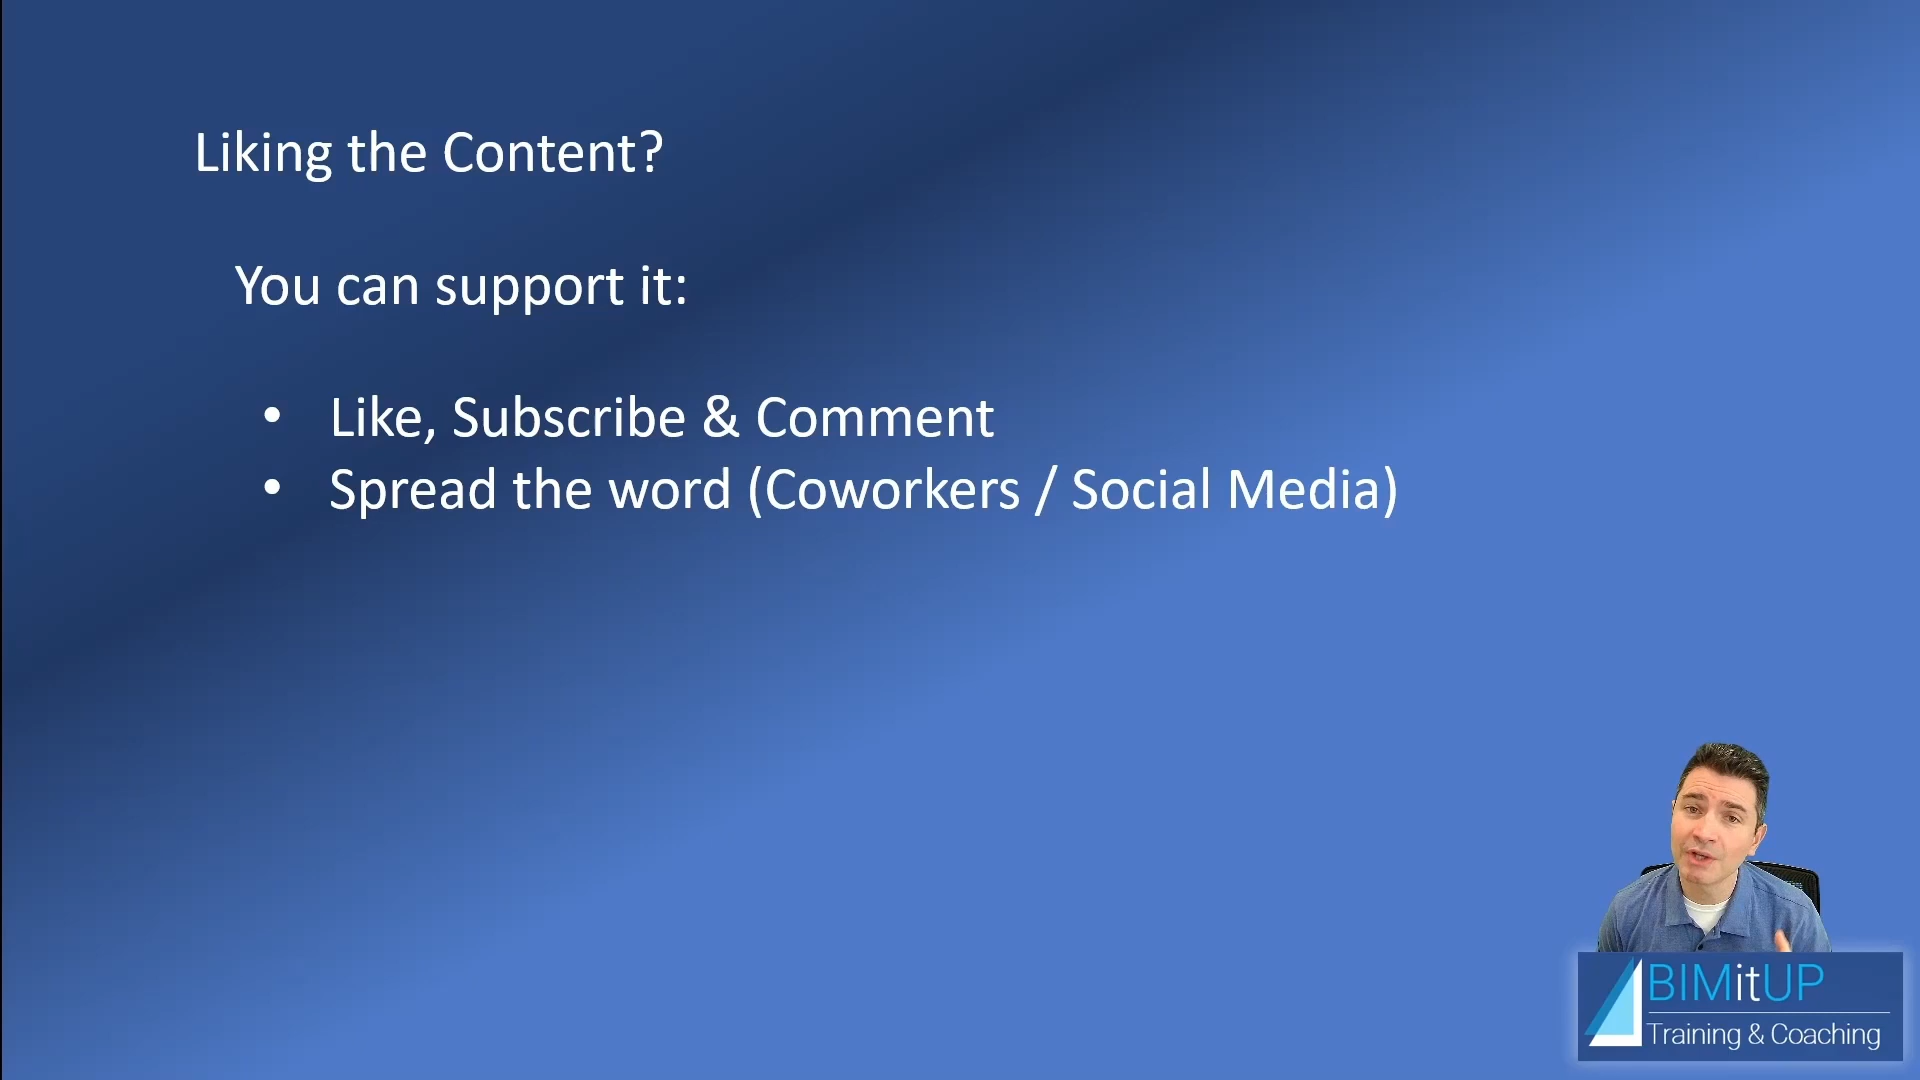 Liking the Content?
You can support it:
• Like, Subscribe & Comment
• Spread the word (Coworkers / Social Media)
BIMitUP
Training & Coaching